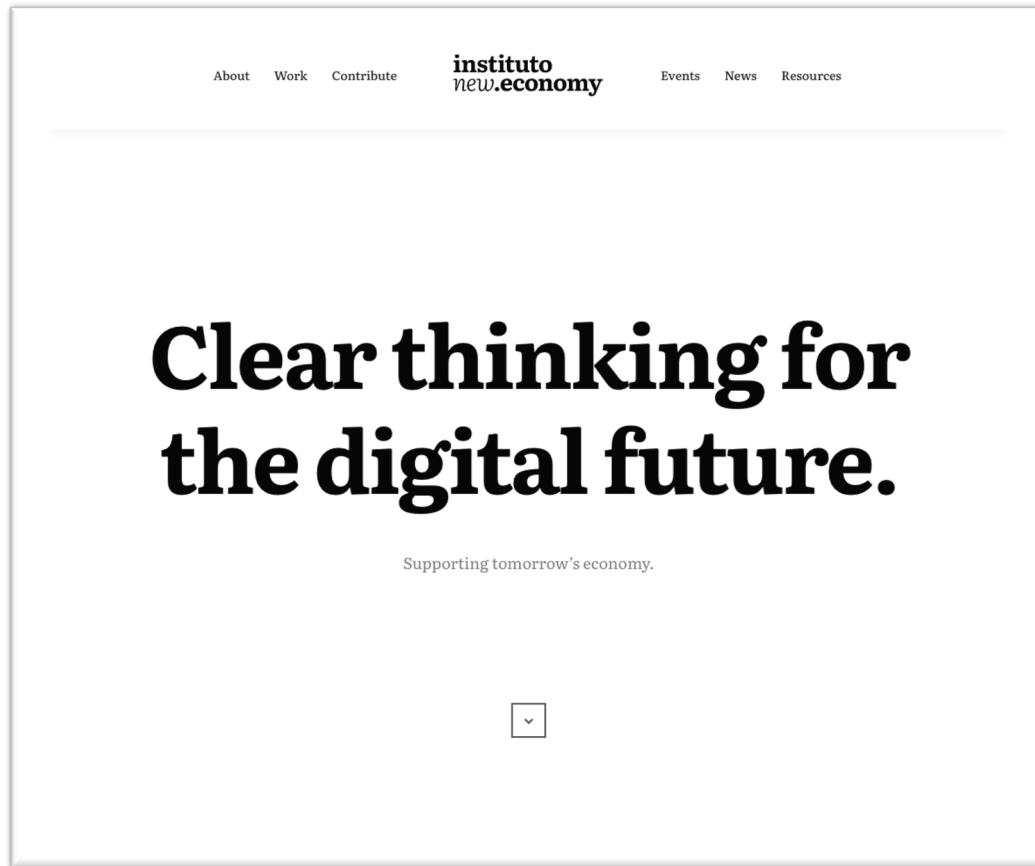 About Work Contribute
instituto
new.economy
Events News Resources
Clear thinking for
the digital future.
Supporting tomorrow’s economy.